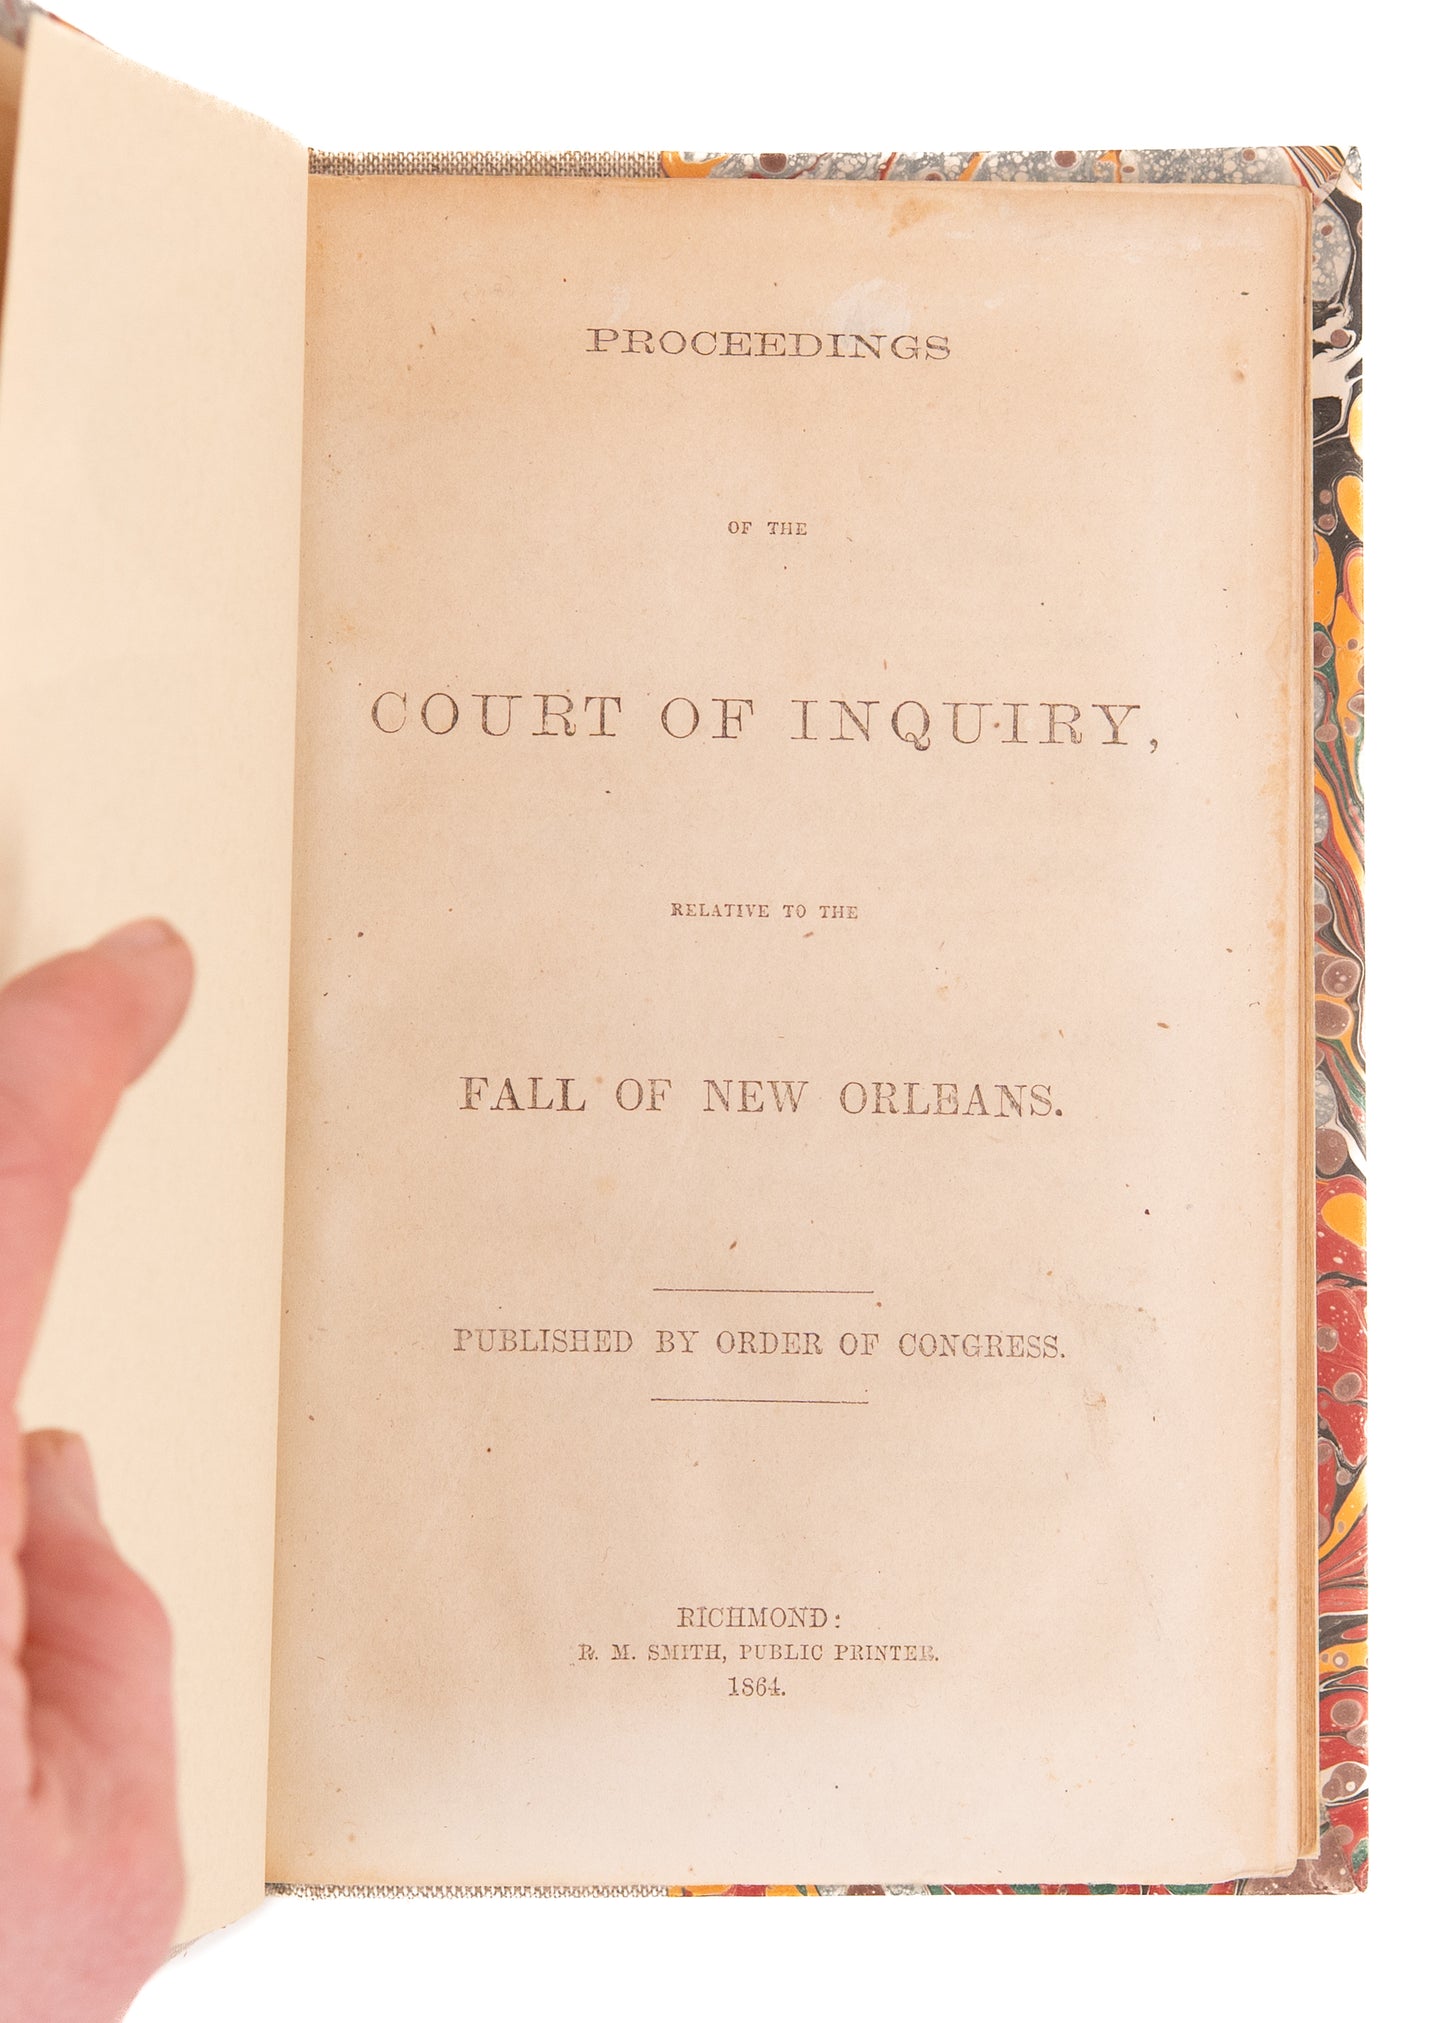 PROCEEDINGS
OF THE
COURT OF INQUIRY,
RELATIVE TO THE
FALL OF NEW ORLEANS.
PUBLISHED BY ORDER OF CONGRESS.
RICHMOND:
R. M. SMITH, PUBLIC PRINTER.
1864.